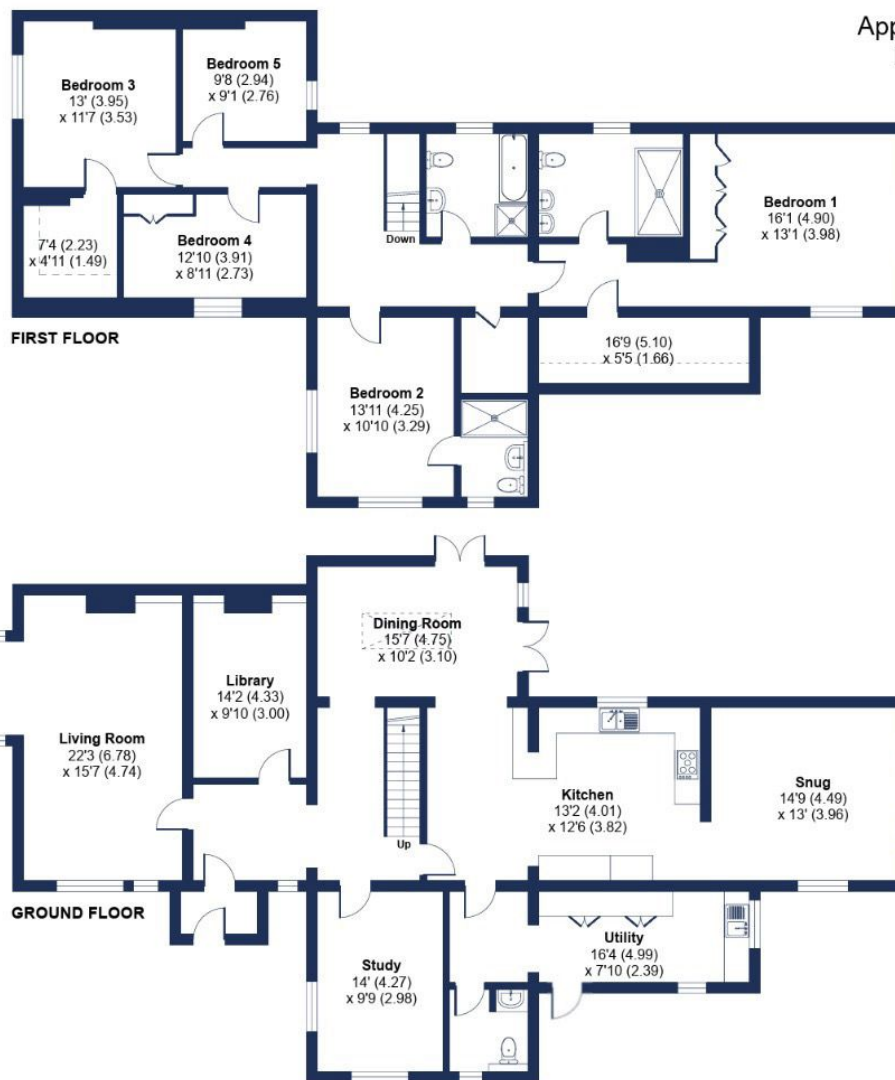 App
Bedroom 3
13' (3.95)
x 11'7 (3.53)
Bedroom 5
9'8 (2.94)
x 9'1 (2.76)
Bedroom 1
16'1 (4.90)
x 13'1 (3.98)
7'4 (2.23)
x 4'11 (1.49)
Bedroom 4
12'10 (3.91)
x 8'11 (2.73)
Down
FIRST FLOOR
16'9 (5.10)
x 5'5 (1.66)
Bedroom 2
13'11 (4.25)
x 10'10 (3.29)
Dining Room
15'7 (4.75)
x 10'2 (3.10)
Library
14'2 (4.33)
x 9'10 (3.00)
Living Room
22'3 (6.78)
x 15'7 (4.74)
Kitchen
13'2 (4.01)
x 12'6 (3.82)
Snug
14'9 (4.49)
x 13' (3.96)
Up
GROUND FLOOR
Study
14' (4.27)
x 9'9 (2.98)
Utility
16'4 (4.99)
x 7'10 (2.39)